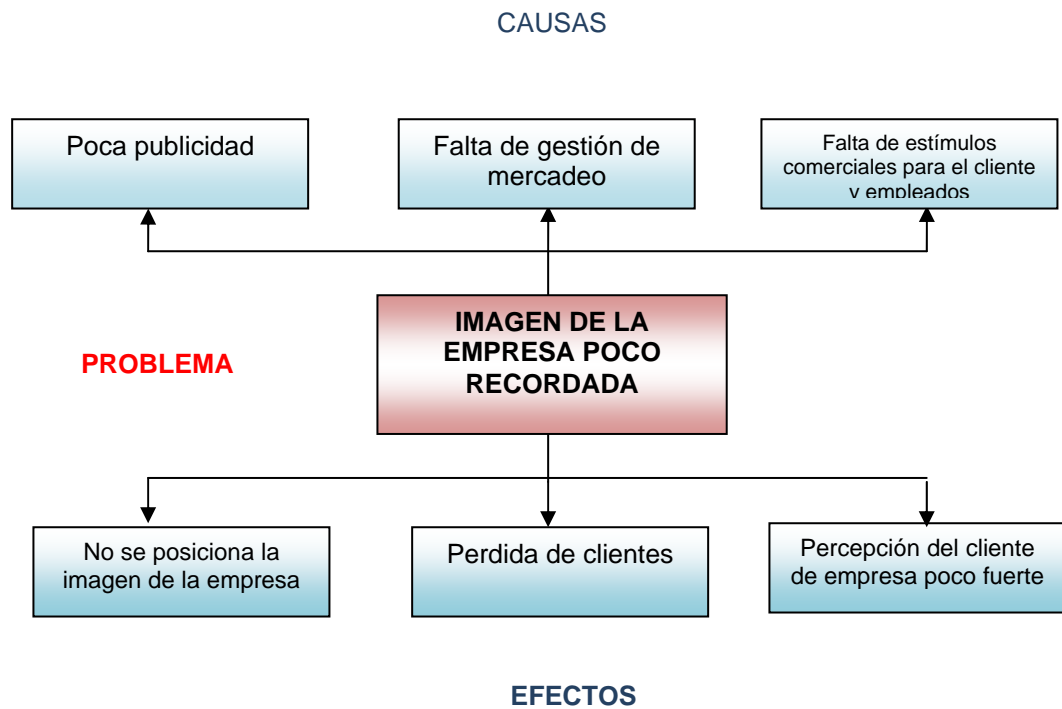 CAUSAS
Poca publicidad
Falta de gestión de
mercadeo
Falta de estímulos
comerciales para el cliente
y empleados
IMAGEN DE LA
EMPRESA POCO
RECORDADA
PROBLEMA
No se posiciona la
imagen de la empresa
Perdida de clientes
Percepción del cliente
de empresa poco fuerte
EFECTOS